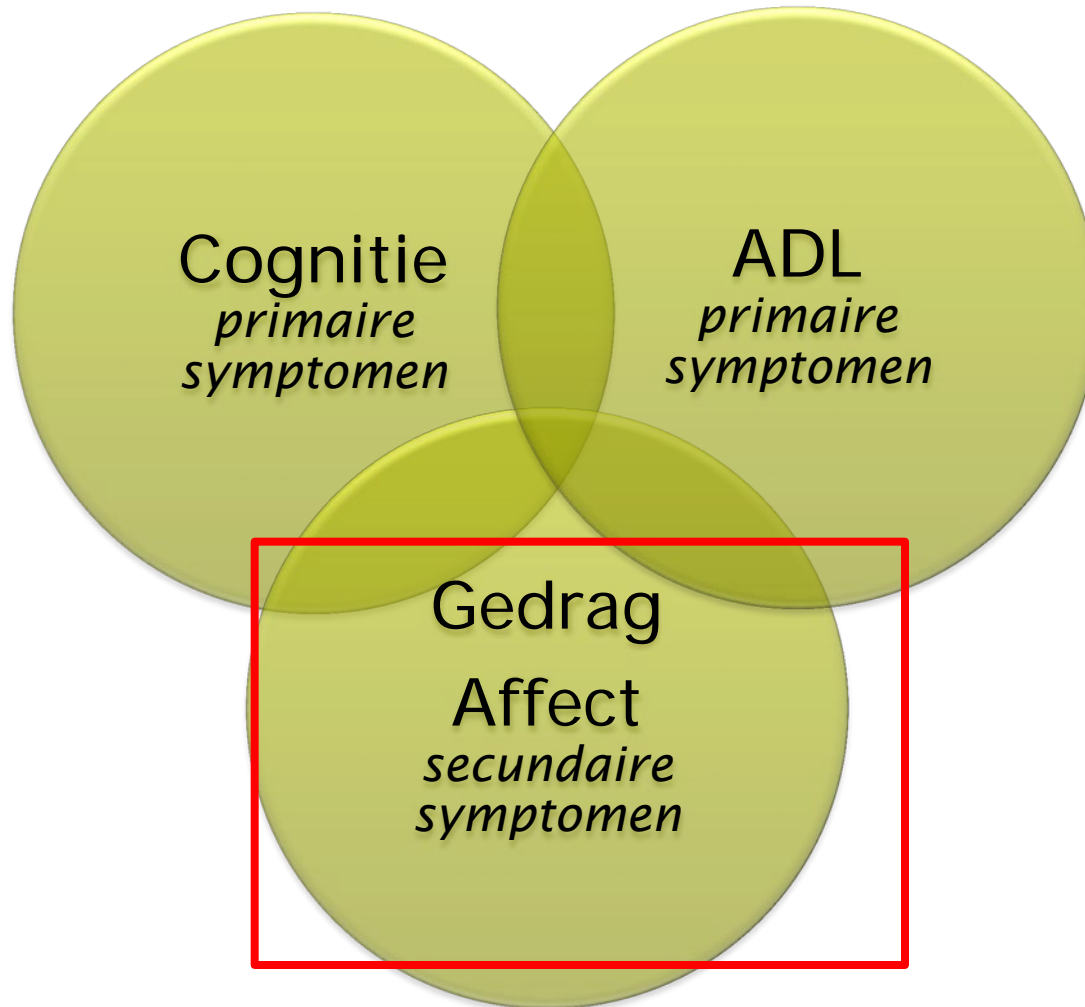 Cognitie
primaire
symptomen
ADL
primaire
symptomen
Gedrag
Affect
secundaire
symptomen